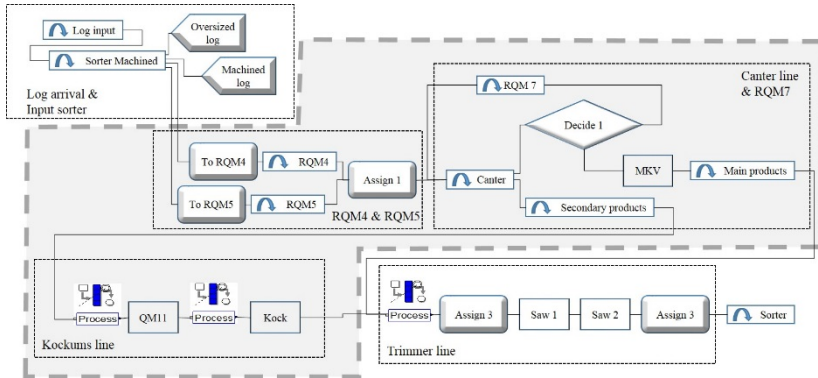 Log input
Sorter Machined
Oversized
log
Machined
log
Log arrival &
Input sorter
To RQM4
RQM4
To RQM5
RQM5
Assign 1
RQM4 & RQM5
RQM 7
Decide 1
Canter line
& RQM7
Canter
MKV
Main products
Secondary products
Process
QM11
Process
Kock
Kockums line
Process
Assign 3
Saw 1
Saw 2
Assign 3
Sorter
Trimmer line